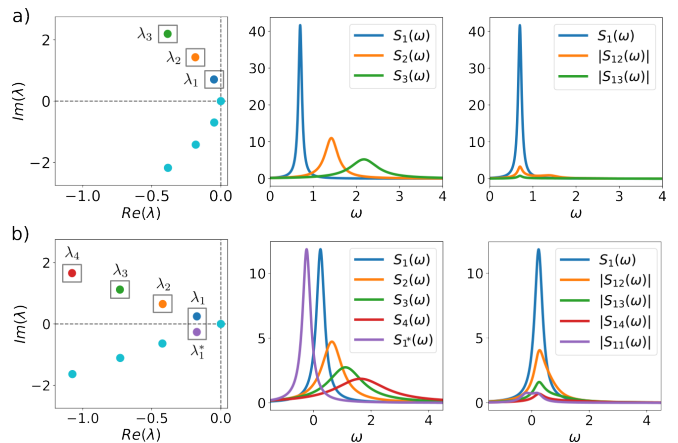 a)
2
0
−2
Im(λ)
λ3
λ2
λ1
−1.0
−0.5
0.0
Re(λ)
40
30
20
10
0
S1(ω)
S2(ω)
S3(ω)
0
1
2
3
4
ω
40
30
20
10
0
S1(ω)
|S12(ω)|
|S13(ω)|
0
1
2
3
4
ω
b)
2
0
−2
Im(λ)
λ4
λ3
λ2
λ1
λ1*
−1.0
−0.5
0.0
Re(λ)
10
5
0
S1(ω)
S2(ω)
S3(ω)
S4(ω)
S1*(ω)
0
2
4
ω
10
5
0
S1(ω)
|S12(ω)|
|S13(ω)|
|S14(ω)|
|S11(ω)|
0
2
4
ω